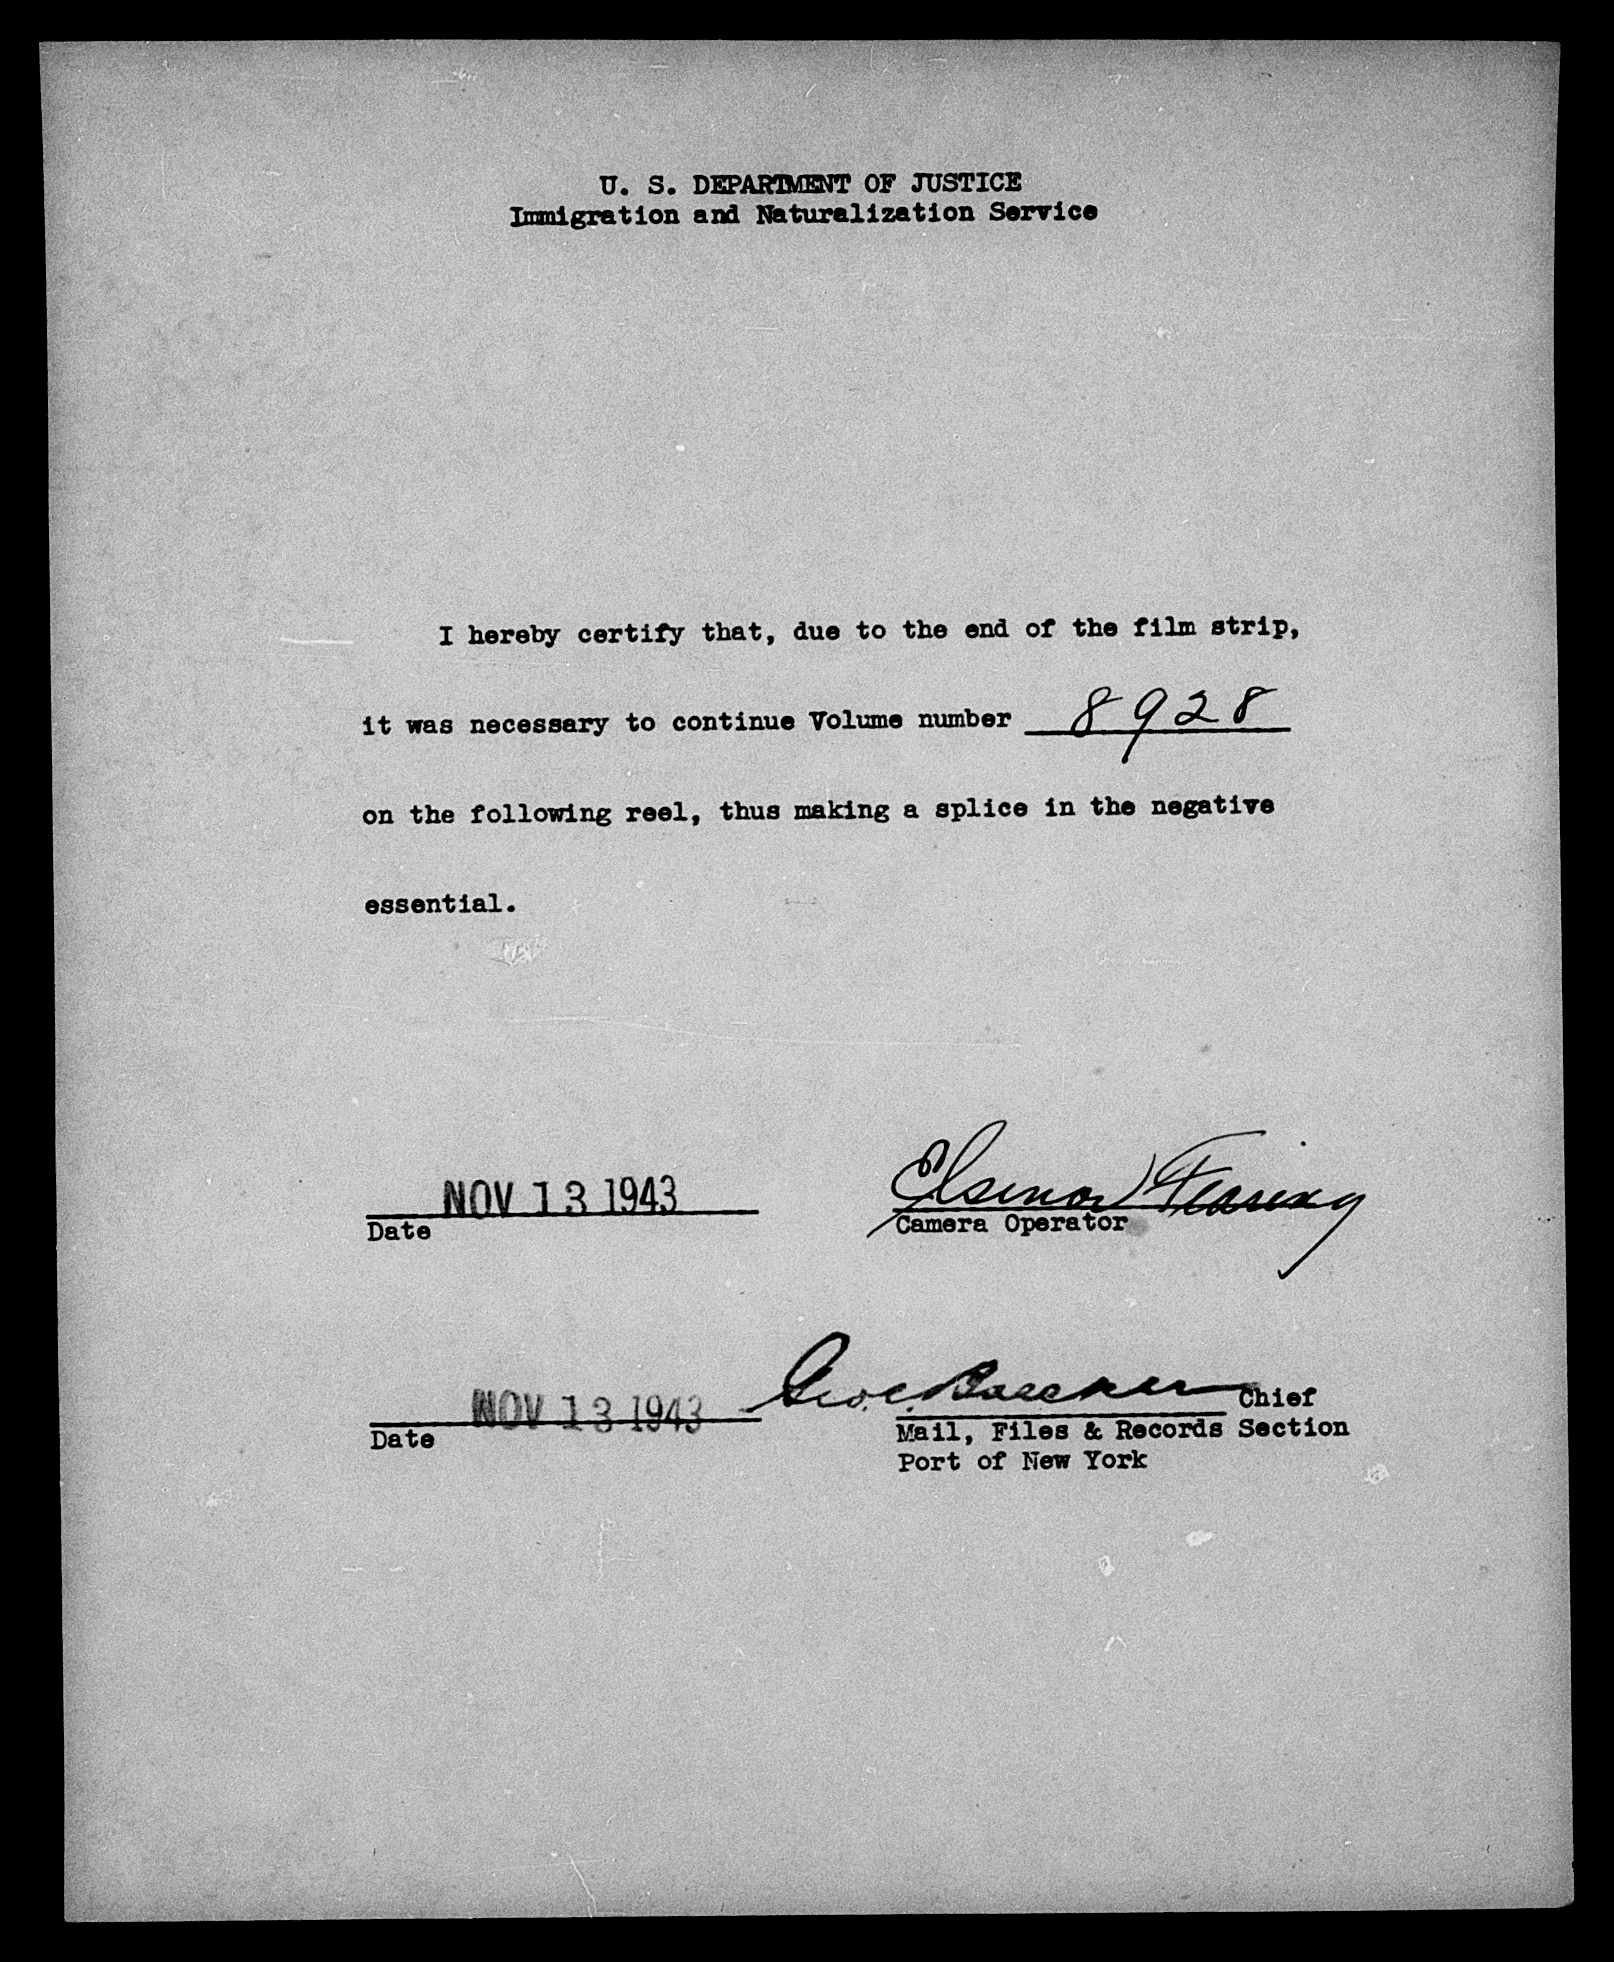 U. S. DEPARTMENT OF JUSTICE
Immigration and Naturalization Service
I hereby certify that, due to the end of the film strip,
it was necessary to continue Volume number 8928
on the following reel, thus making a splice in the negative
essential.
NOV 13 1943
Date
Camera Operator
NOV 13 1943
Date
Geo. C. Chief
Mail, Files & Records Section
Port of New York